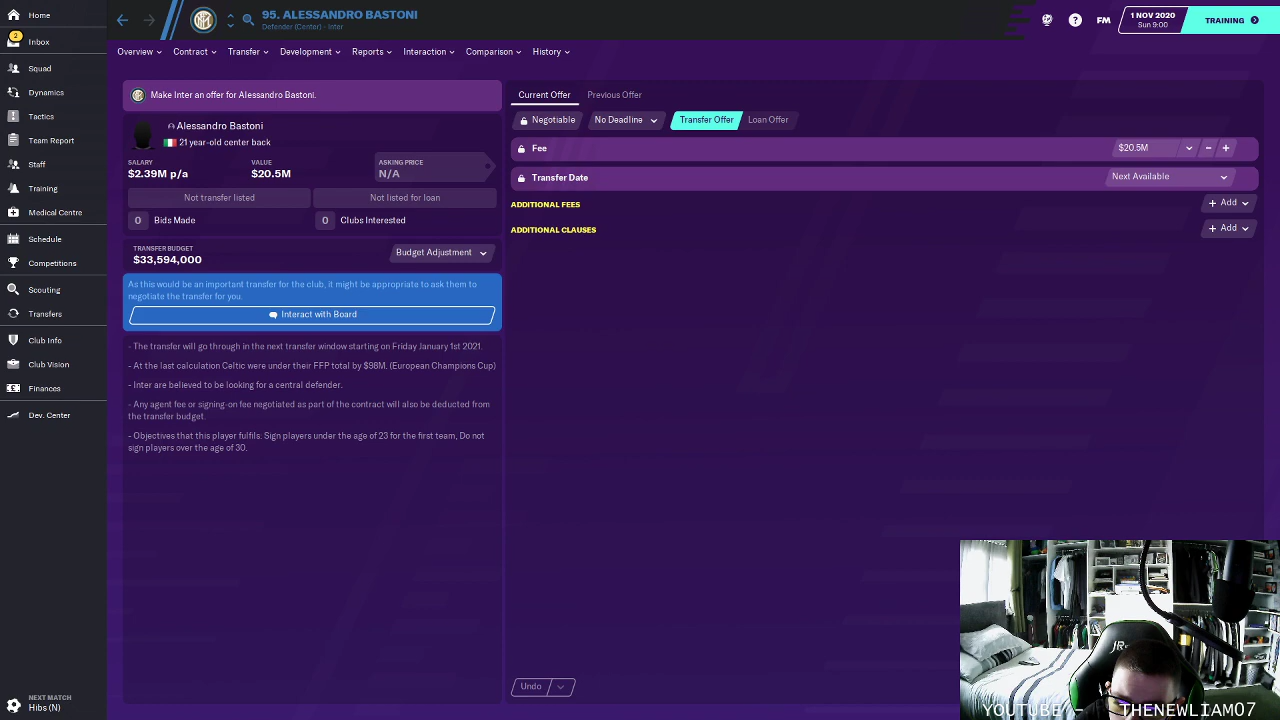 95. ALESSANDRO BASTONI
Defender (Center) - Inter
FM
1 NOV 2020
Sun 9:00
TRAINING
Overview
Contract
Transfer
Development
Reports
Interaction
Comparison
History
2
Inbox
Squad
Dynamics
Tactics
Team Report
Staff
Training
Medical Centre
Schedule
Competitions
Scouting
Transfers
Club Info
Club Vision
Finances
Dev. Center
NEXT MATCH
Hibs (N)
Make Inter an offer for Alessandro Bastoni.
Alessandro Bastoni
21 year-old center back
SALARY
$2.39M p/a
VALUE
$20.5M
ASKING PRICE
N/A
Not transfer listed
Not listed for loan
0 Bids Made
0 Clubs Interested
TRANSFER BUDGET
$33,594,000
Budget Adjustment
As this would be an important transfer for the club, it might be appropriate to ask them to
negotiate the transfer for you.
Interact with Board
- The transfer will go through in the next transfer window starting on Friday January 1st 2021.
- At the last calculation Celtic were under their FFP total by $98M. (European Champions Cup)
- Inter are believed to be looking for a central defender.
- Any agent fee or signing-on fee negotiated as part of the contract will also be deducted from
the transfer budget.
- Objectives that this player fulfils: Sign players under the age of 23 for the first team, Do not
sign players over the age of 30.
Current Offer
Previous Offer
Negotiable
No Deadline
Transfer Offer
Loan Offer
Fee
$20.5M
Transfer Date
Next Available
ADDITIONAL FEES
Add
ADDITIONAL CLAUSES
Add
Undo
YOUTUBE - THENEWLIAM07